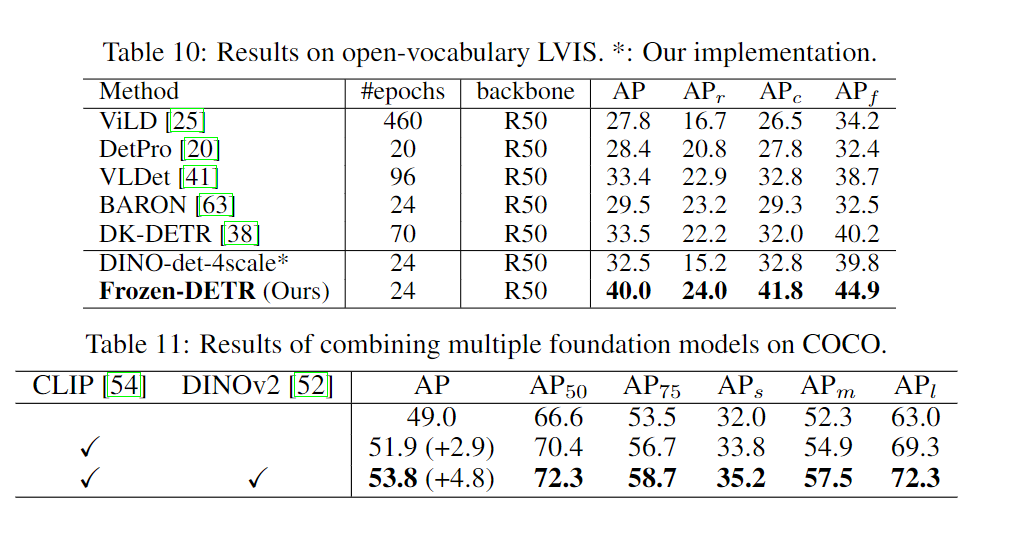 Table 10: Results on open-vocabulary LVIS. *: Our implementation.
Method #epochs backbone AP APr APc APf
ViLD [25] 460 R50 27.8 16.7 26.5 34.2
DetPro [20] 20 R50 28.4 20.8 27.8 32.4
VLDet [41] 96 R50 33.4 22.9 32.8 38.7
BARON [63] 24 R50 29.5 23.2 29.3 32.5
DK-DETR [38] 70 R50 33.5 22.2 32.0 40.2
DINO-det-4scale* 24 R50 32.5 15.2 32.8 39.8
Frozen-DETR (Ours) 24 R50 40.0 24.0 41.8 44.9
Table 11: Results of combining multiple foundation models on COCO.
CLIP [54] DINOv2 [52] AP AP50 AP75 APs APm APl
49.0 66.6 53.5 32.0 52.3 63.0
✓ 51.9 (+2.9) 70.4 56.7 33.8 54.9 69.3
✓ ✓ 53.8 (+4.8) 72.3 58.7 35.2 57.5 72.3